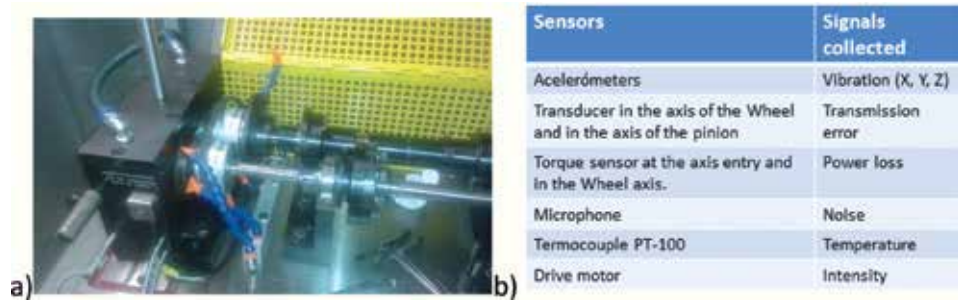 a)
b)
Sensors Signals collected
Acelerómeters Vibration (X, Y, Z)
Transducer in the axis of the Wheel and in the axis of the pinion Transmission error
Torque sensor at the axis entry and in the Wheel axis. Power loss
Microphone Noise
Termocouple PT-100 Temperature
Drive motor Intensity